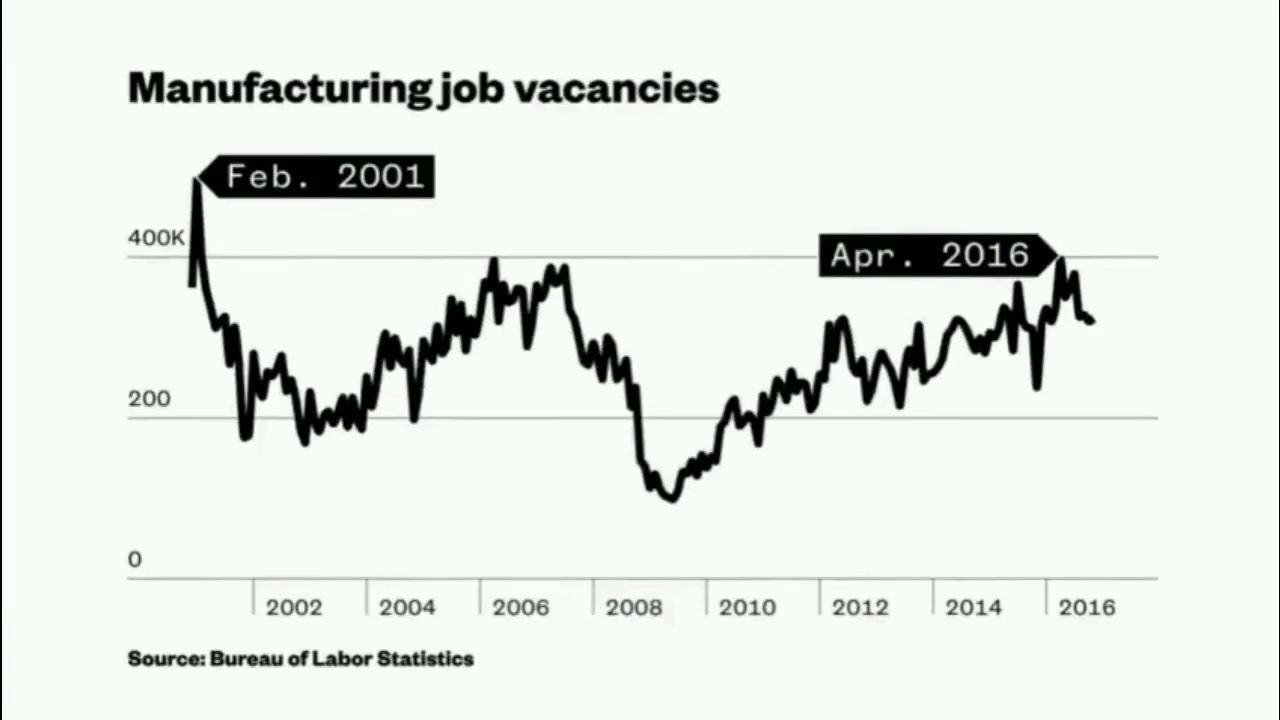 Manufacturing job vacancies
Feb. 2001
400K
Apr. 2016
200
0
2002 2004 2006 2008 2010 2012 2014 2016
Source: Bureau of Labor Statistics